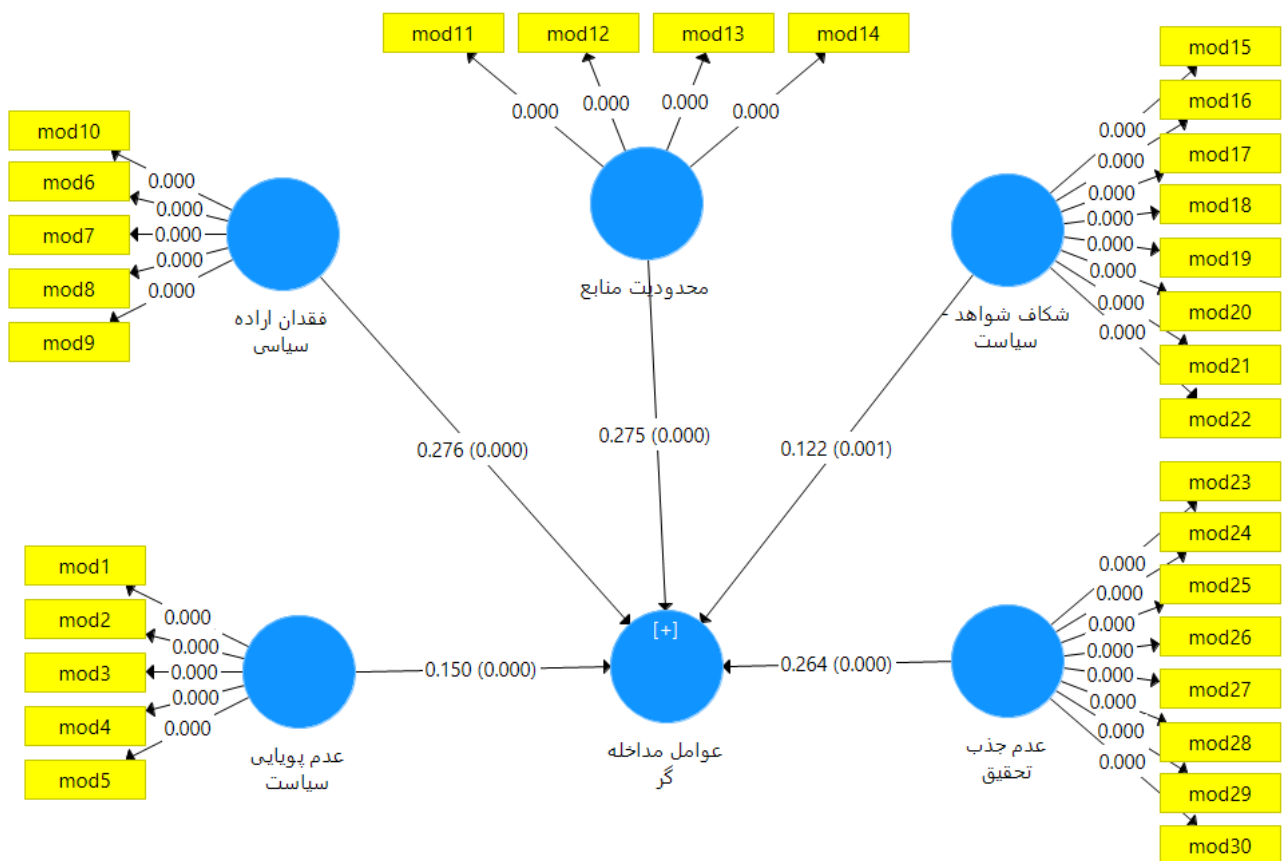 mod11
mod12
mod13
mod14
0.000
0.000
0.000
0.000
محدودیت منابع
mod10
mod6
mod7
mod8
mod9
0.000
0.000
0.000
0.000
0.000
فقدان اراده
سیاسی
mod15
mod16
mod17
mod18
mod19
mod20
mod21
mod22
0.000
0.000
0.000
0.000
0.000
0.000
0.000
0.000
شکاف شواهد -
سیاست
0.276 (0.000)
0.275 (0.000)
0.122 (0.001)
mod1
mod2
mod3
mod4
mod5
0.000
0.000
0.000
0.000
0.000
عدم پویایی
سیاست
0.150 (0.000)
[+]
عوامل مداخله
گر
0.264 (0.000)
mod23
mod24
mod25
mod26
mod27
mod28
mod29
mod30
0.000
0.000
0.000
0.000
0.000
0.000
0.000
0.000
عدم جذب
تحقیق